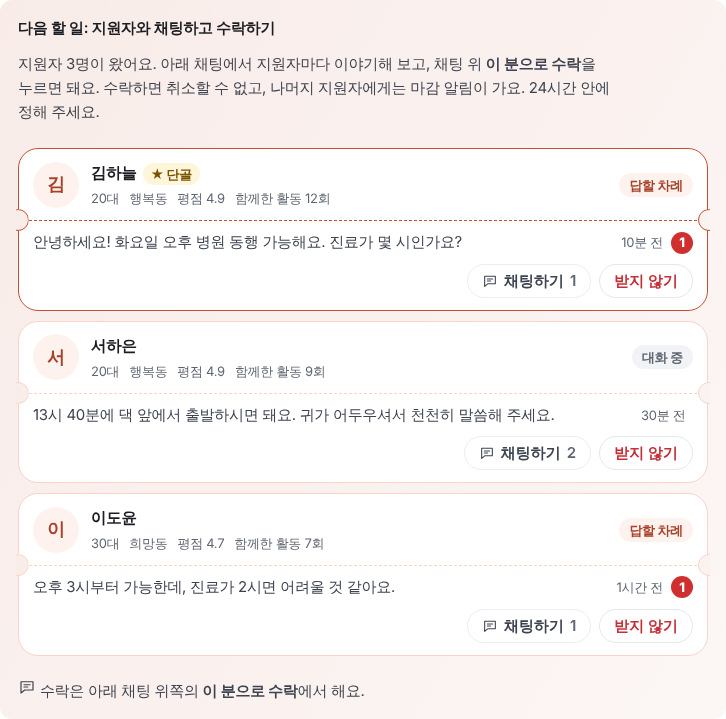 다음 할 일: 지원자와 채팅하고 수락하기
지원자 3명이 왔어요. 아래 채팅에서 지원자마다 이야기해 보고, 채팅 위 이 분으로 수락을
누르면 돼요. 수락하면 취소할 수 없고, 나머지 지원자에게는 마감 알림이 가요. 24시간 안에
정해 주세요.
김
김하늘 ★ 단골
20대 행복동 평점 4.9 함께한 활동 12회
답할 차례
안녕하세요! 화요일 오후 병원 동행 가능해요. 진료가 몇 시인가요?
10분 전 1
채팅하기 1
받지 않기
서
서하은
20대 행복동 평점 4.9 함께한 활동 9회
대화 중
13시 40분에 댁 앞에서 출발하시면 돼요. 귀가 어두우셔서 천천히 말씀해 주세요.
30분 전
채팅하기 2
받지 않기
이
이도윤
30대 희망동 평점 4.7 함께한 활동 7회
답할 차례
오후 3시부터 가능한데, 진료가 2시면 어려울 것 같아요.
1시간 전 1
채팅하기 1
받지 않기
수락은 아래 채팅 위쪽의 이 분으로 수락에서 해요.